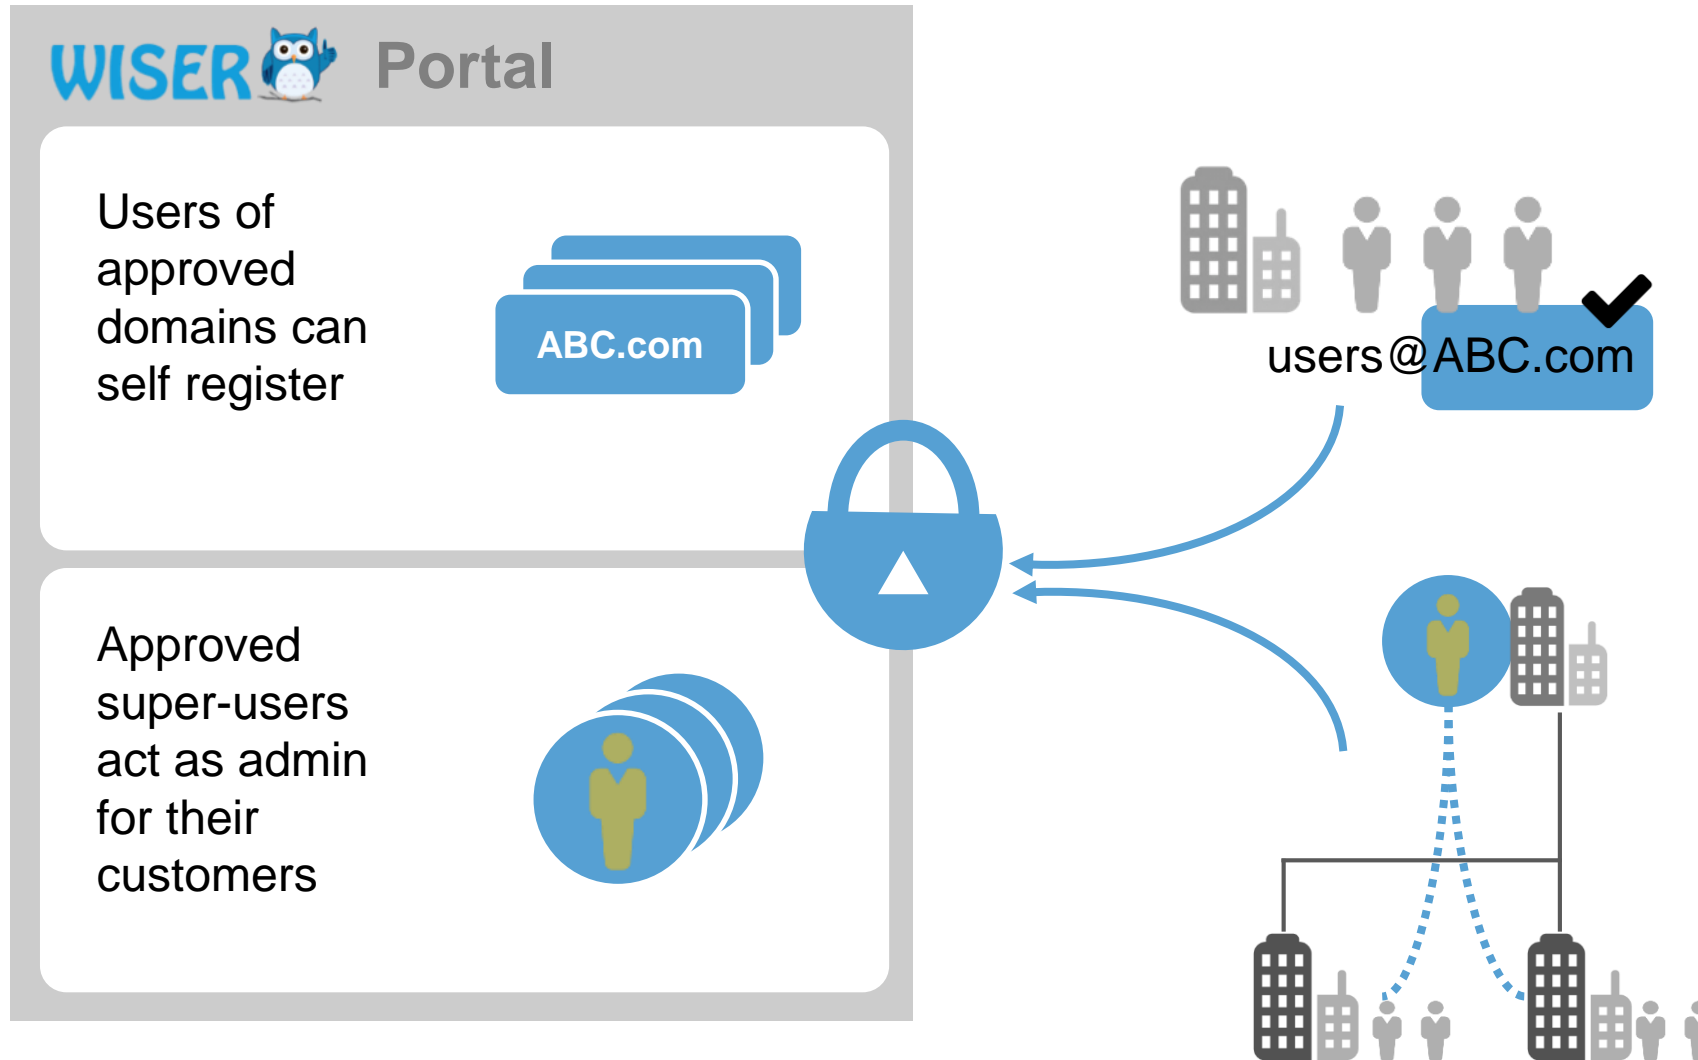 WISER Portal
Users of
approved
domains can
self register
ABC.com
users@ABC.com
Approved
super-users
act as admin
for their
customers